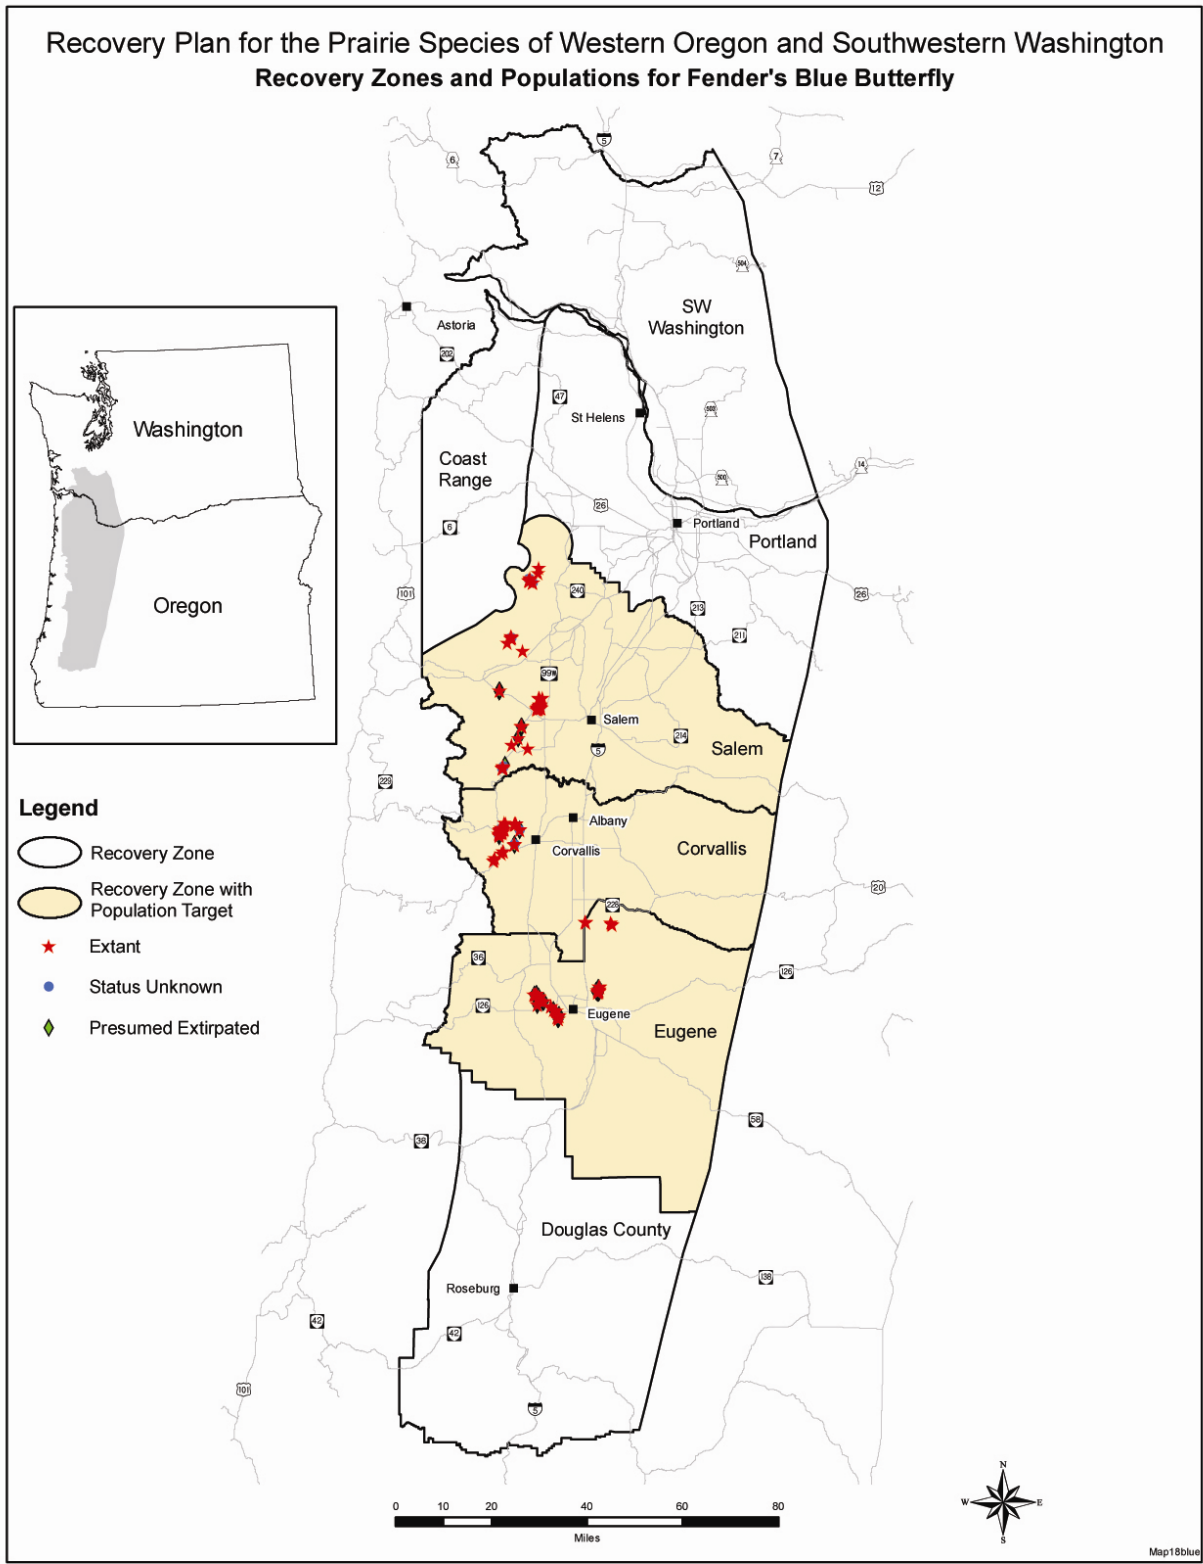 Recovery Plan for the Prairie Species of Western Oregon and Southwestern Washington
Recovery Zones and Populations for Fender's Blue Butterfly
5
6
7
12
504
SW
Washington
Astoria
202
47
St Helens
503
Coast
Range
14
500
26
6
Portland
Portland
101
240
26
213
211
99W
Salem
214
5
Salem
229
Albany
Corvallis
Corvallis
20
228
36
126
126
Eugene
Eugene
58
38
Douglas County
138
Roseburg
42
42
101
5
Washington
Oregon
Legend
Recovery Zone
Recovery Zone with
Population Target
Extant
Status Unknown
Presumed Extirpated
0 10 20 40 60 80
Miles
N
W E
S
Map18blue